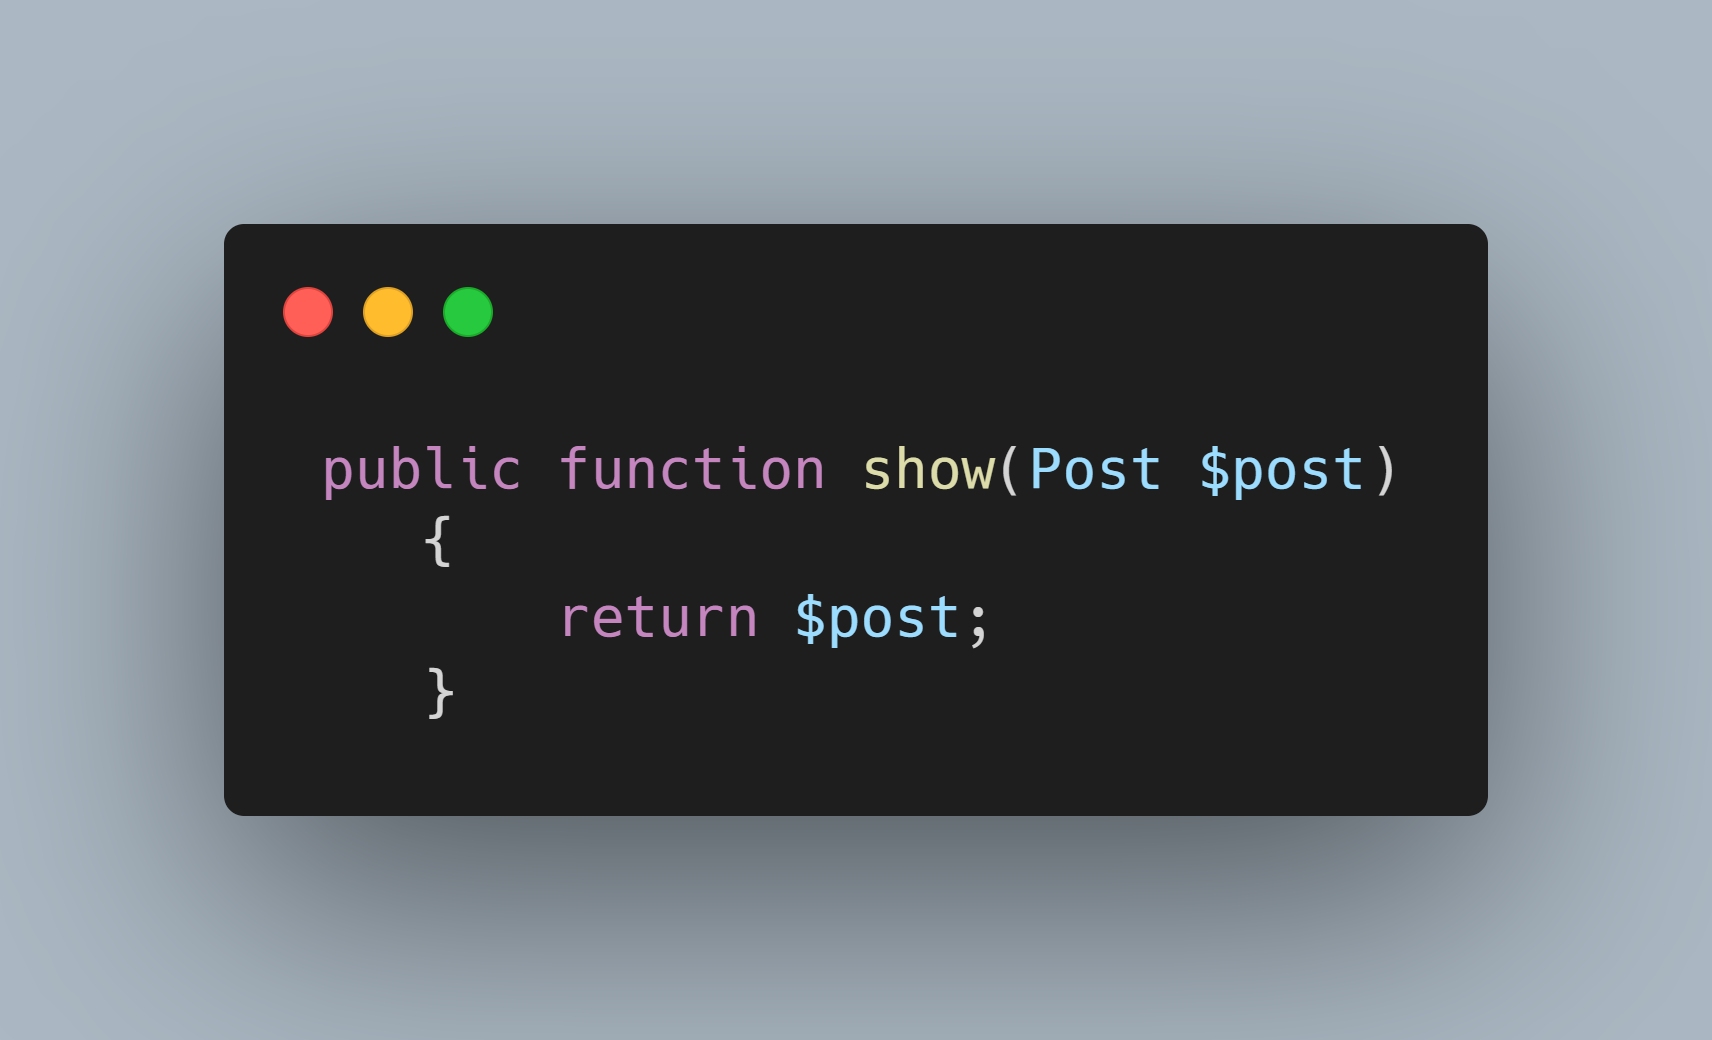 public function show(Post $post)
{
return $post;
}